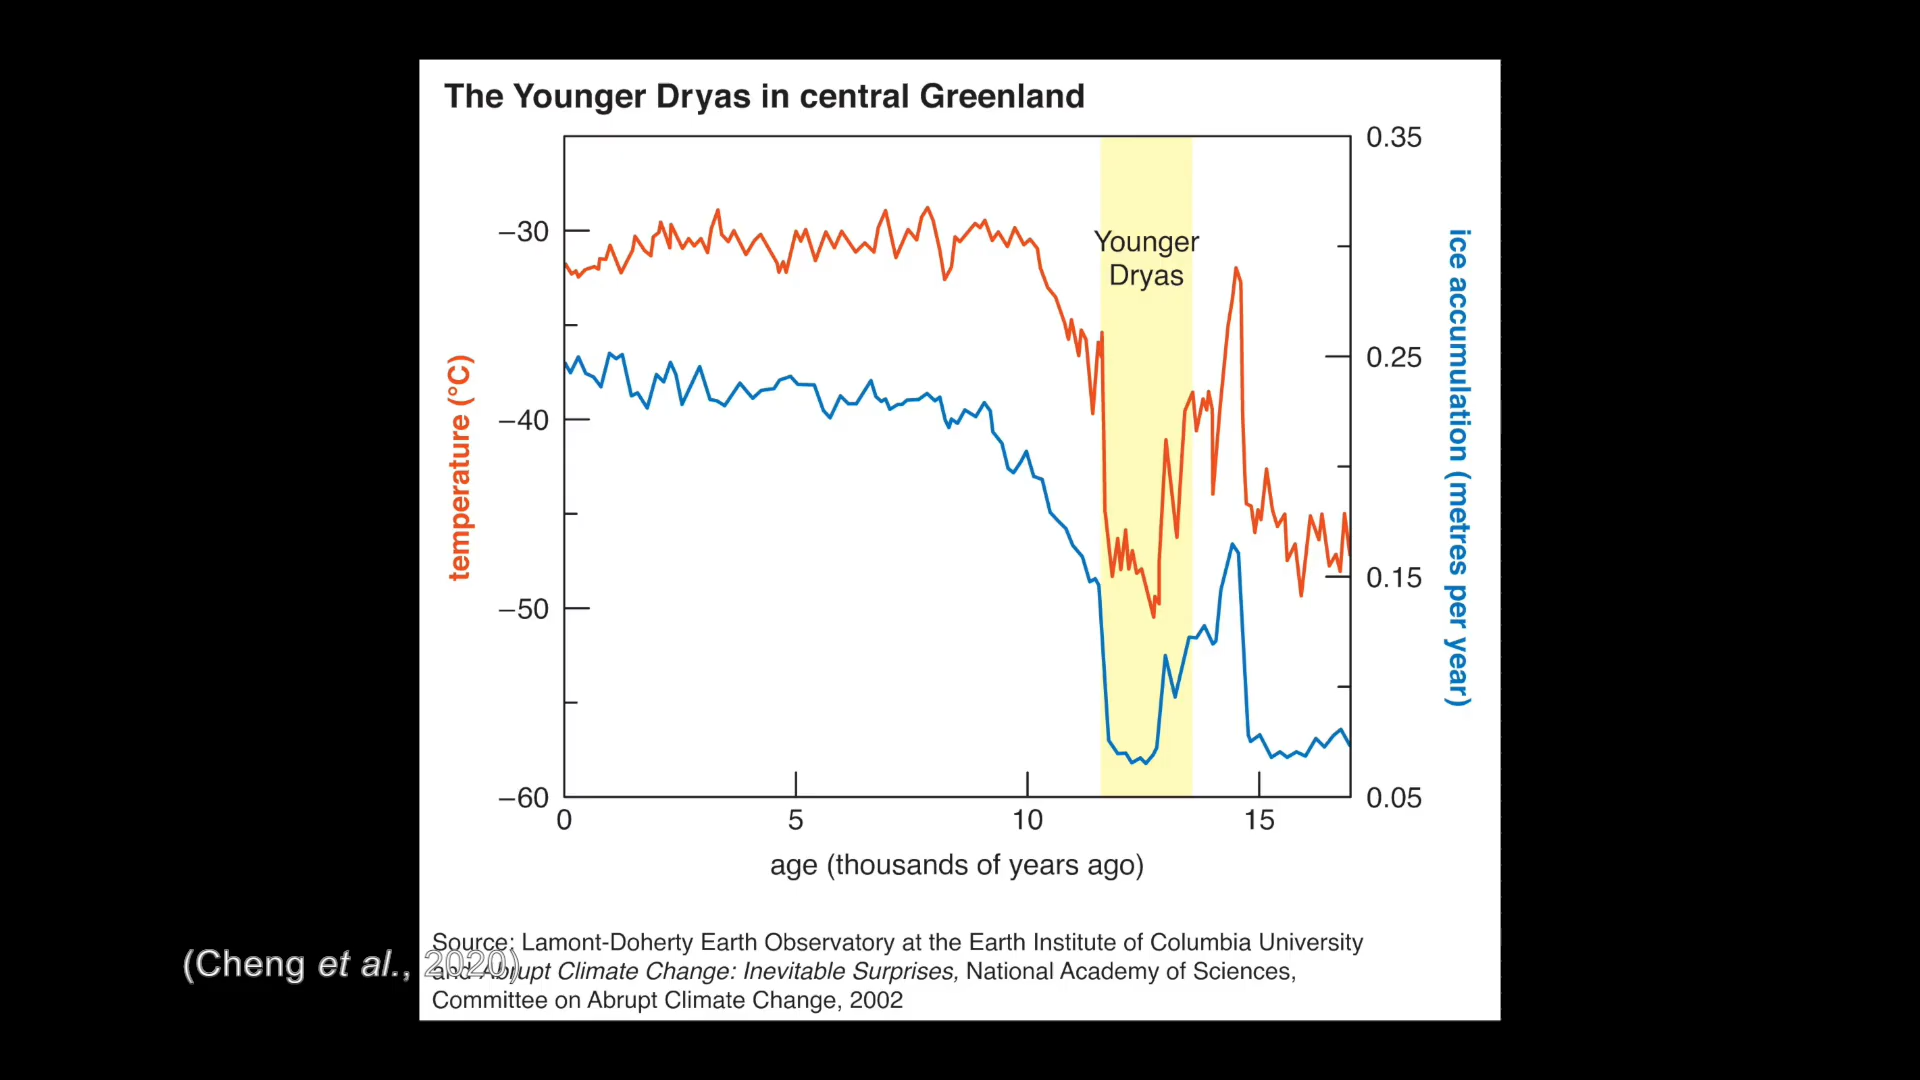 The Younger Dryas in central Greenland
0.35
−30
Younger
Dryas
0.25
temperature (°C)
ice accumulation (metres per year)
−40
0.15
−50
−60
0.05
0
5
10
15
age (thousands of years ago)
Source: Lamont-Doherty Earth Observatory at the Earth Institute of Columbia University
and Abrupt Climate Change: Inevitable Surprises, National Academy of Sciences,
Committee on Abrupt Climate Change, 2002
(Cheng et al., 2020)